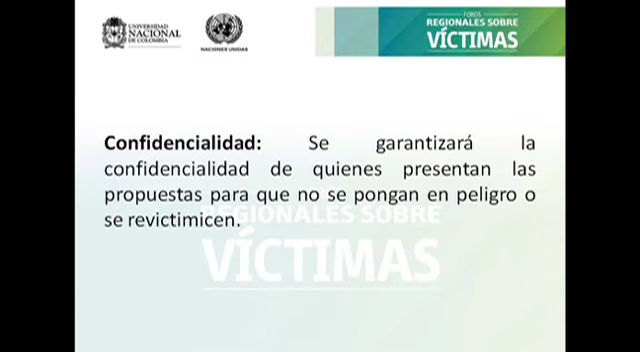 UNIVERSIDAD
NACIONAL
DE COLOMBIA
NACIONES UNIDAS
FOROS
REGIONALES SOBRE
VÍCTIMAS
Confidencialidad: Se garantizará la
confidencialidad de quienes presentan las
propuestas para que no se pongan en peligro o
se revictimicen.
REGIONALES SOBRE
VÍCTIMAS